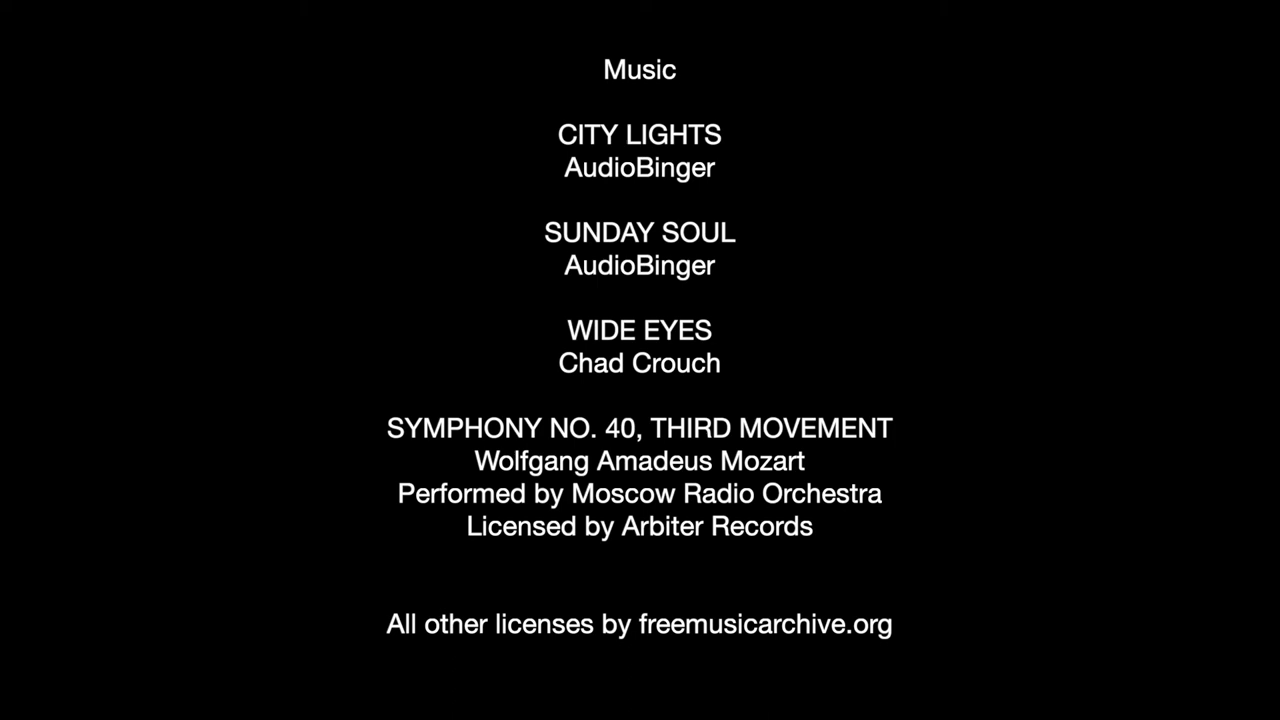 Music
CITY LIGHTS
AudioBinger
SUNDAY SOUL
AudioBinger
WIDE EYES
Chad Crouch
SYMPHONY NO. 40, THIRD MOVEMENT
Wolfgang Amadeus Mozart
Performed by Moscow Radio Orchestra
Licensed by Arbiter Records
All other licenses by freemusicarchive.org